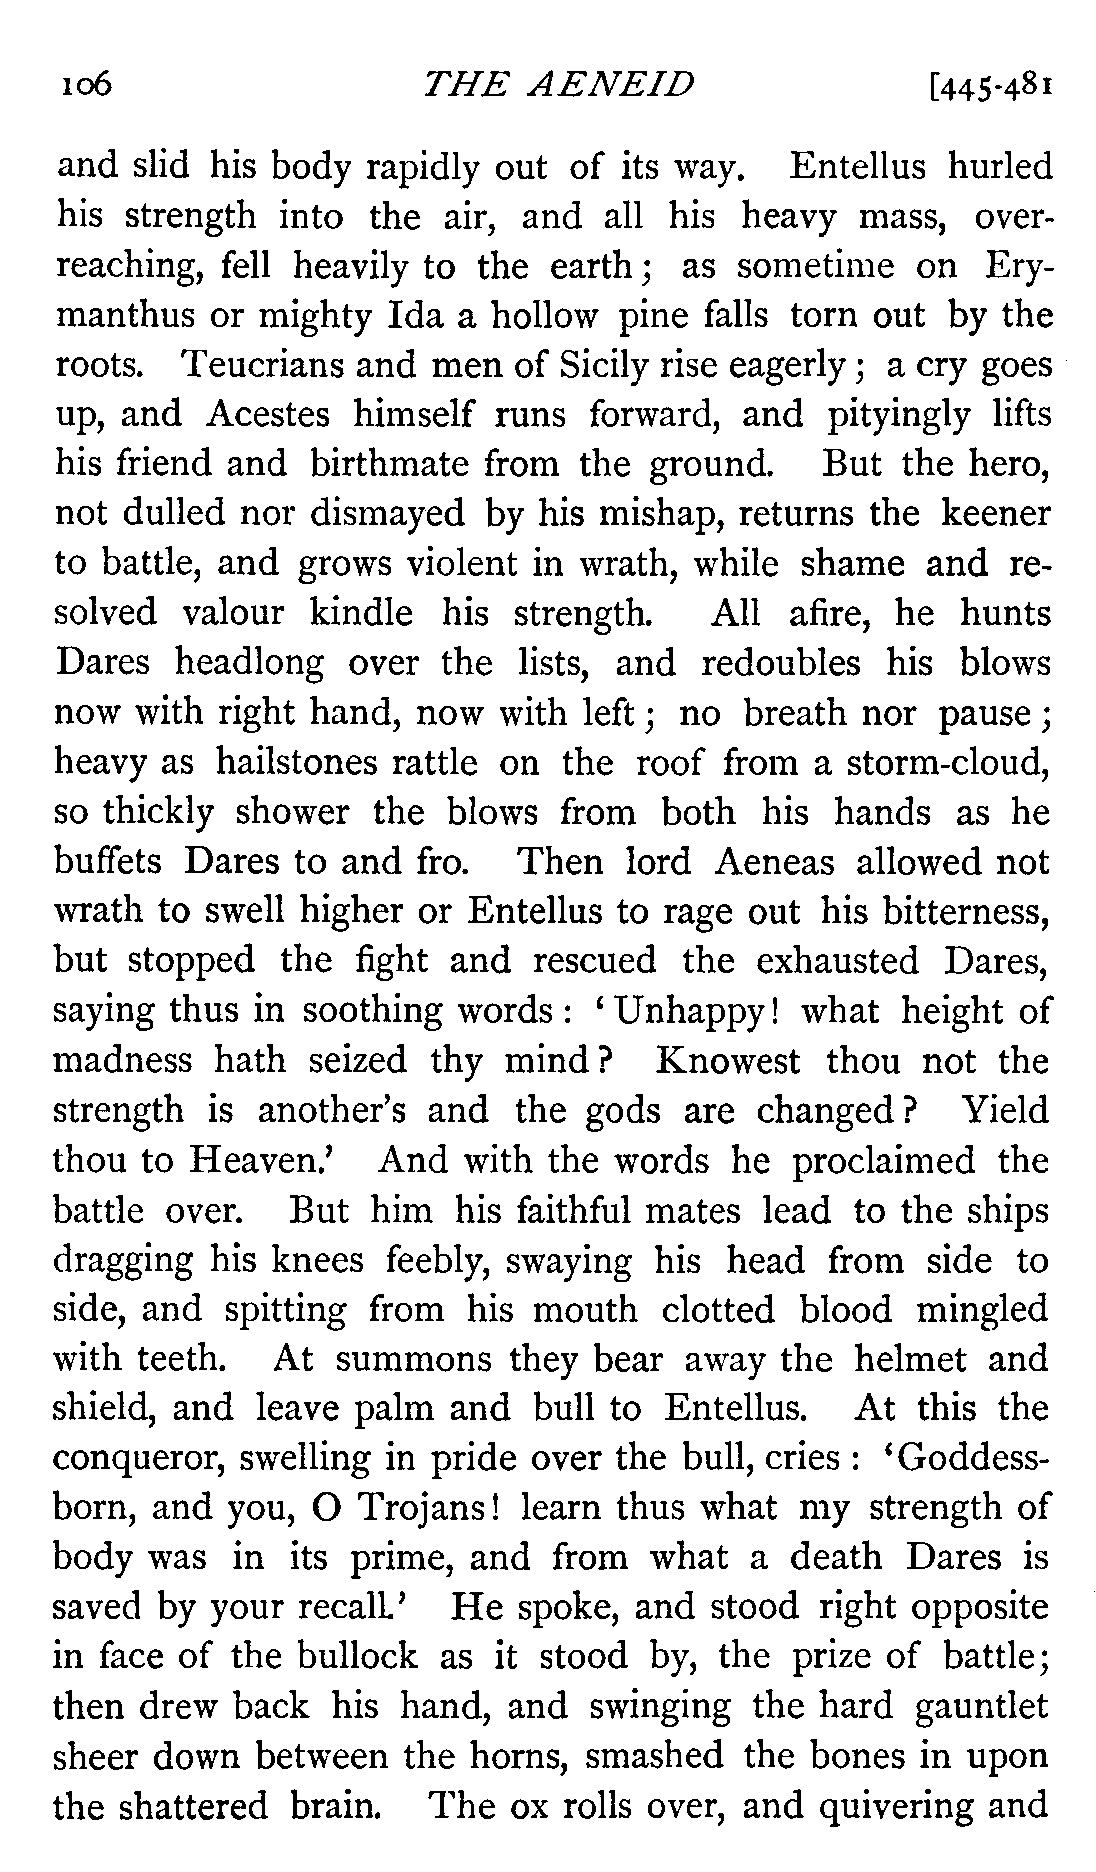 106 THE AENEID [445-481
and slid his body rapidly out of its way. Entellus hurled
his strength into the air, and all his heavy mass, over-
reaching, fell heavily to the earth ; as sometime on Ery-
manthus or mighty Ida a hollow pine falls torn out by the
roots. Teucrians and men of Sicily rise eagerly ; a cry goes
up, and Acestes himself runs forward, and pityingly lifts
his friend and birthmate from the ground. But the hero,
not dulled nor dismayed by his mishap, returns the keener
to battle, and grows violent in wrath, while shame and re-
solved valour kindle his strength. All afire, he hunts
Dares headlong over the lists, and redoubles his blows
now with right hand, now with left ; no breath nor pause ;
heavy as hailstones rattle on the roof from a storm-cloud,
so thickly shower the blows from both his hands as he
buffets Dares to and fro. Then lord Aeneas allowed not
wrath to swell higher or Entellus to rage out his bitterness,
but stopped the fight and rescued the exhausted Dares,
saying thus in soothing words : ‘ Unhappy! what height of
madness hath seized thy mind ? Knowest thou not the
strength is another’s and the gods are changed ? Yield
thou to Heaven.’ And with the words he proclaimed the
battle over. But him his faithful mates lead to the ships
dragging his knees feebly, swaying his head from side to
side, and spitting from his mouth clotted blood mingled
with teeth. At summons they bear away the helmet and
shield, and leave palm and bull to Entellus. At this the
conqueror, swelling in pride over the bull, cries : ‘Goddess-
born, and you, O Trojans! learn thus what my strength of
body was in its prime, and from what a death Dares is
saved by your recall.’ He spoke, and stood right opposite
in face of the bullock as it stood by, the prize of battle;
then drew back his hand, and swinging the hard gauntlet
sheer down between the horns, smashed the bones in upon
the shattered brain. The ox rolls over, and quivering and